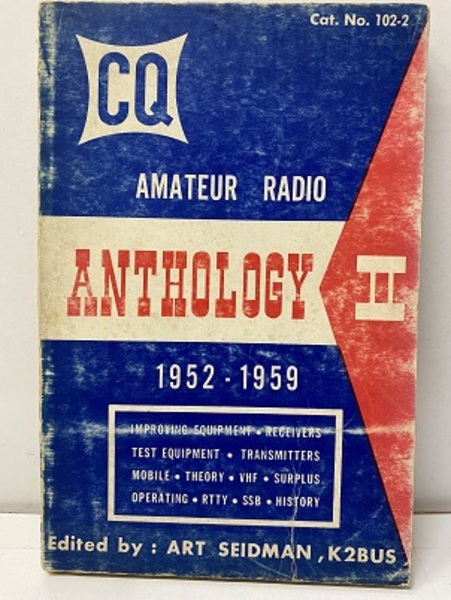 Cat. No. 102-2
CQ
AMATEUR RADIO
ANTHOLOGY II
1952 - 1959
IMPROVING EQUIPMENT • RECEIVERS
TEST EQUIPMENT • TRANSMITTERS
MOBILE • THEORY • VHF • SURPLUS
OPERATING • RTTY • SSB • HISTORY
Edited by : ART SEIDMAN , K2BUS